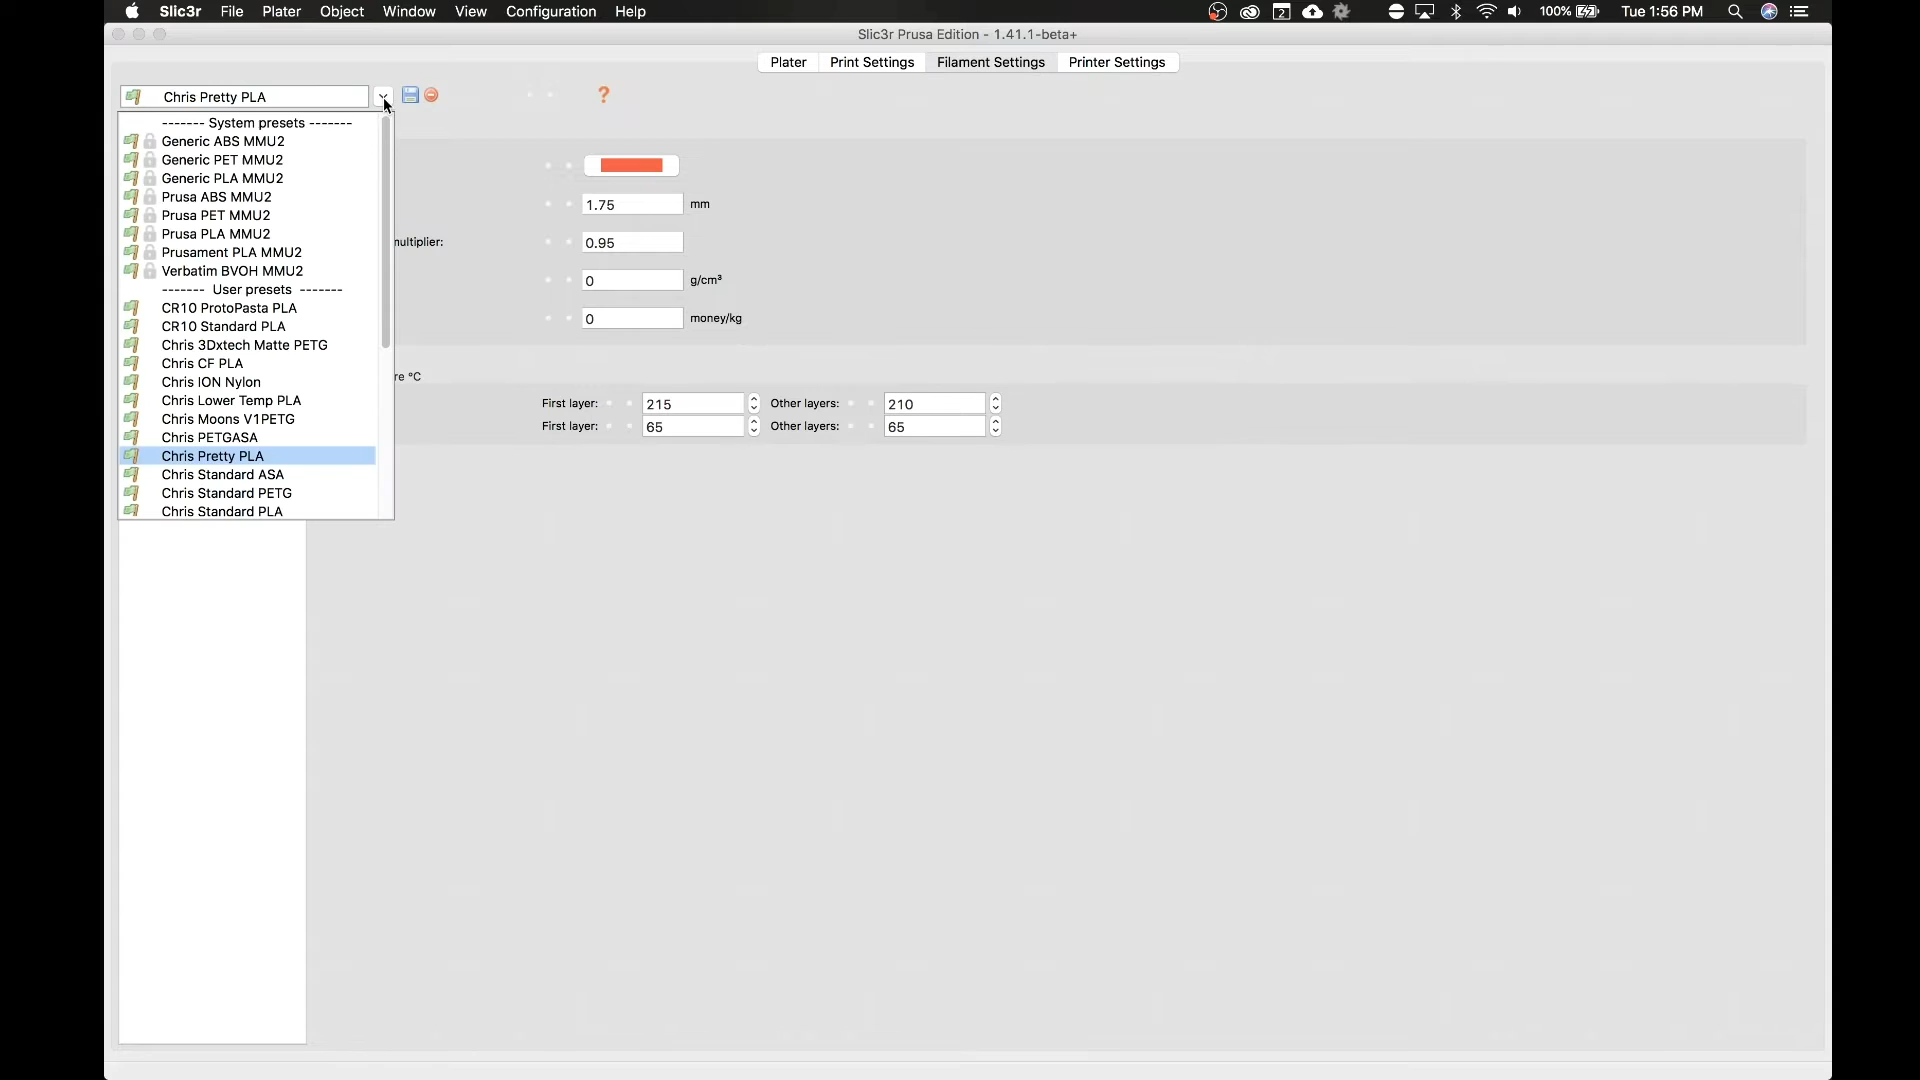 Slic3r File Plater Object Window View Configuration Help 2 100% Tue 1:56 PM
Slic3r Prusa Edition - 1.41.1-beta+
Plater Print Settings Filament Settings Printer Settings
Chris Pretty PLA ?
------- System presets -------
Generic ABS MMU2
Generic PET MMU2
Generic PLA MMU2
Prusa ABS MMU2
Prusa PET MMU2
Prusa PLA MMU2
Prusament PLA MMU2
Verbatim BVOH MMU2
------- User presets -------
CR10 ProtoPasta PLA
CR10 Standard PLA
Chris 3Dxtech Matte PETG
Chris CF PLA
Chris ION Nylon
Chris Lower Temp PLA
Chris Moons V1PETG
Chris PETGASA
Chris Pretty PLA
Chris Standard ASA
Chris Standard PETG
Chris Standard PLA
1.75 mm
multiplier: 0.95
0 g/cm³
0 money/kg
re °C
First layer: 215 Other layers: 210
First layer: 65 Other layers: 65